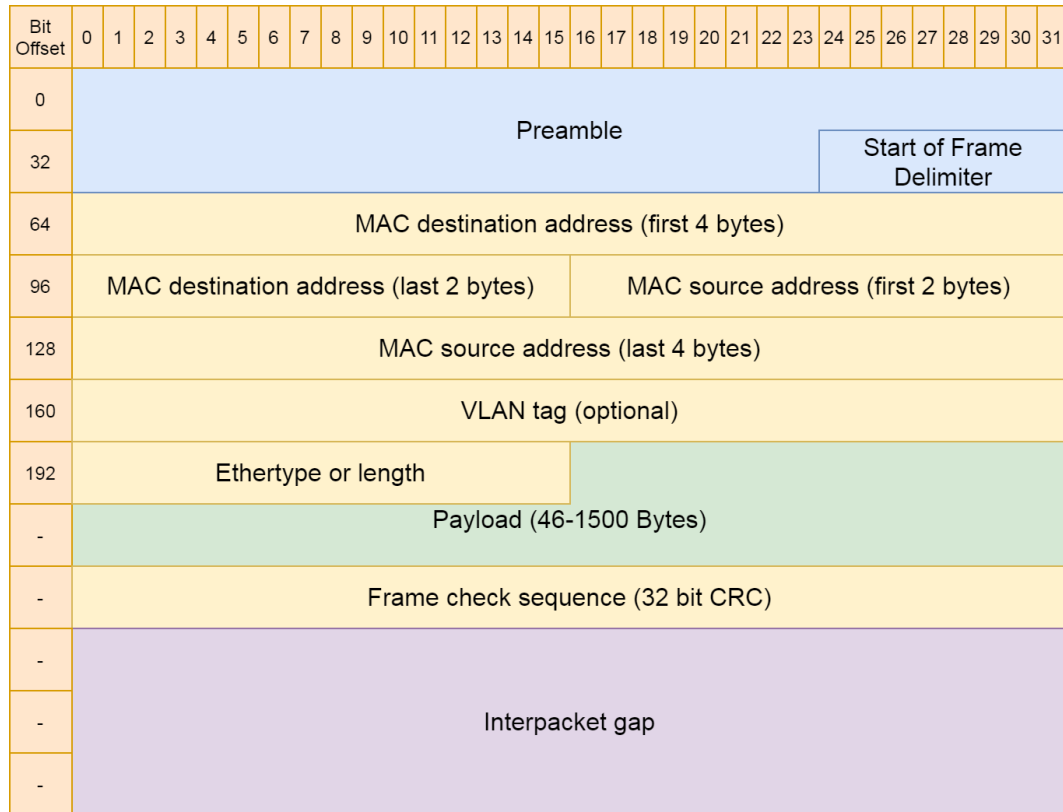 Bit Offset 0 1 2 3 4 5 6 7 8 9 10 11 12 13 14 15 16 17 18 19 20 21 22 23 24 25 26 27 28 29 30 31
0
Preamble
32
Start of Frame
Delimiter
64
MAC destination address (first 4 bytes)
96
MAC destination address (last 2 bytes)
MAC source address (first 2 bytes)
128
MAC source address (last 4 bytes)
160
VLAN tag (optional)
192
Ethertype or length
-
Payload (46-1500 Bytes)
-
Frame check sequence (32 bit CRC)
-
-
Interpacket gap
-